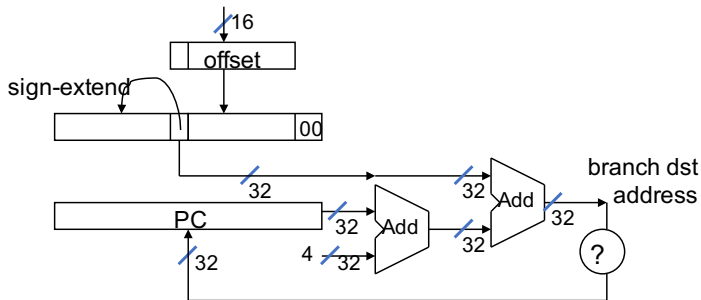 16
offset
sign-extend
00
32
32
branch dst
address
Add
32
PC
32
Add
32
4
32
32
?